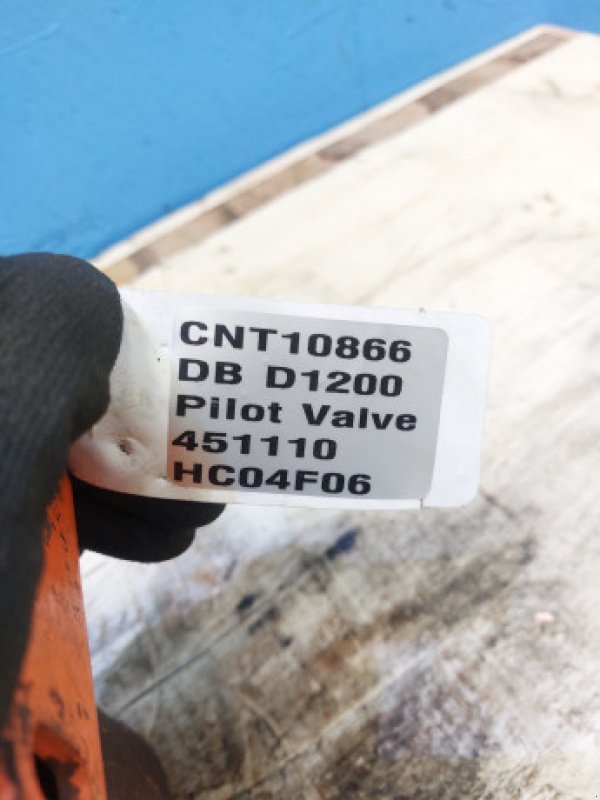 CNT10866
DB D1200
Pilot Valve
451110
HC04F06